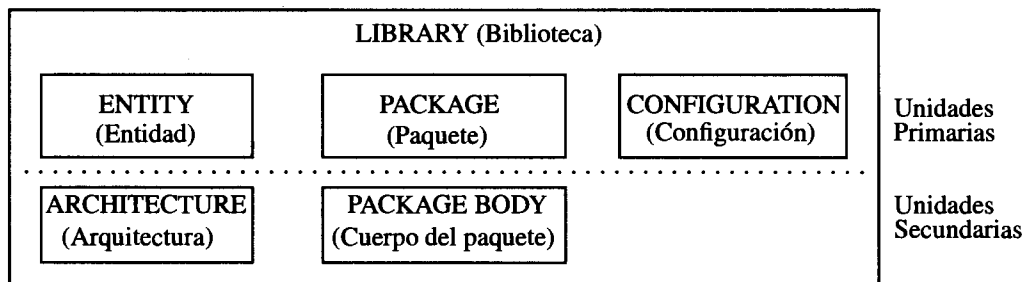 LIBRARY (Biblioteca)
ENTITY
(Entidad)
PACKAGE
(Paquete)
CONFIGURATION
(Configuración)
Unidades
Primarias
ARCHITECTURE
(Arquitectura)
PACKAGE BODY
(Cuerpo del paquete)
Unidades
Secundarias